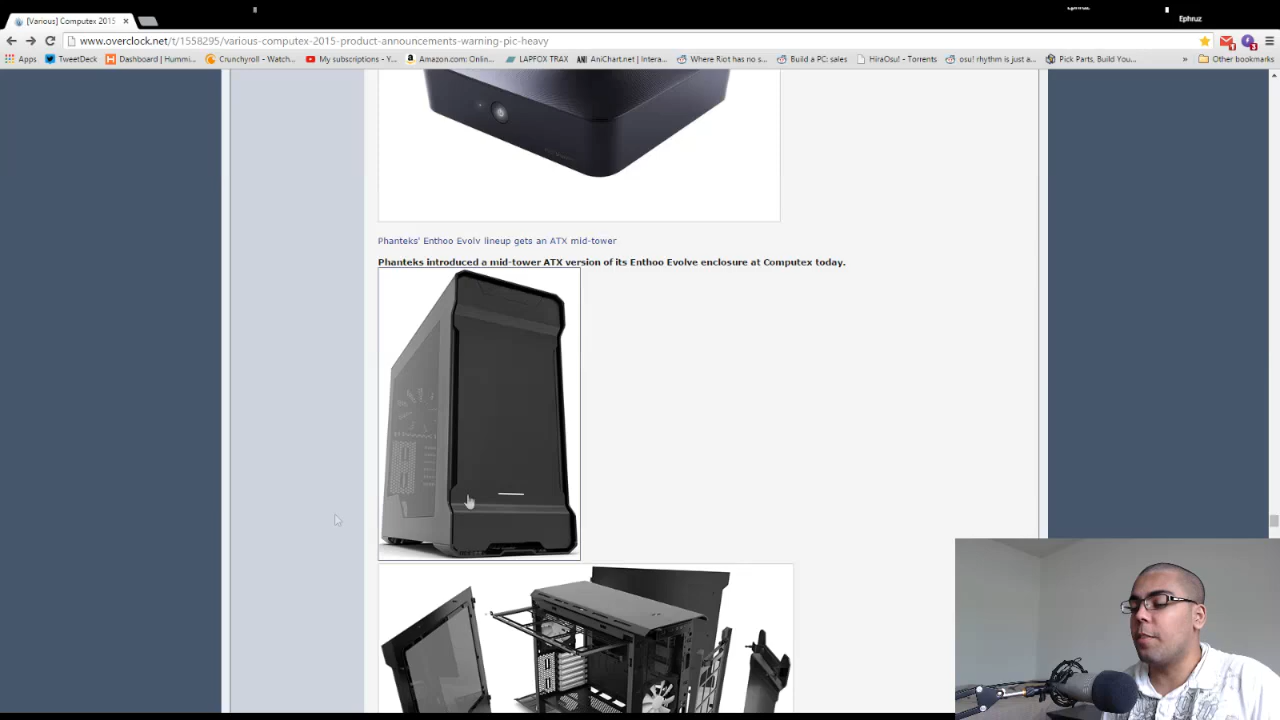 Ephruz
Ephruz
[Various] Computex 2015
www.overclock.net/t/1558295/various-computex-2015-product-announcements-warning-pic-heavy
Apps TweetDeck Dashboard | Hummi... Crunchyroll - Watch... My subscriptions - Y... Amazon.com: Onlin... LAPFOX TRAX AniChart.net | Intera... Where Riot has no s... Build a PC: sales HiraOsu! - Torrents osu! rhythm is just a... Pick Parts, Build You... » Other bookmarks
Phanteks' Enthoo Evolv lineup gets an ATX mid-tower
Phanteks introduced a mid-tower ATX version of its Enthoo Evolve enclosure at Computex today.